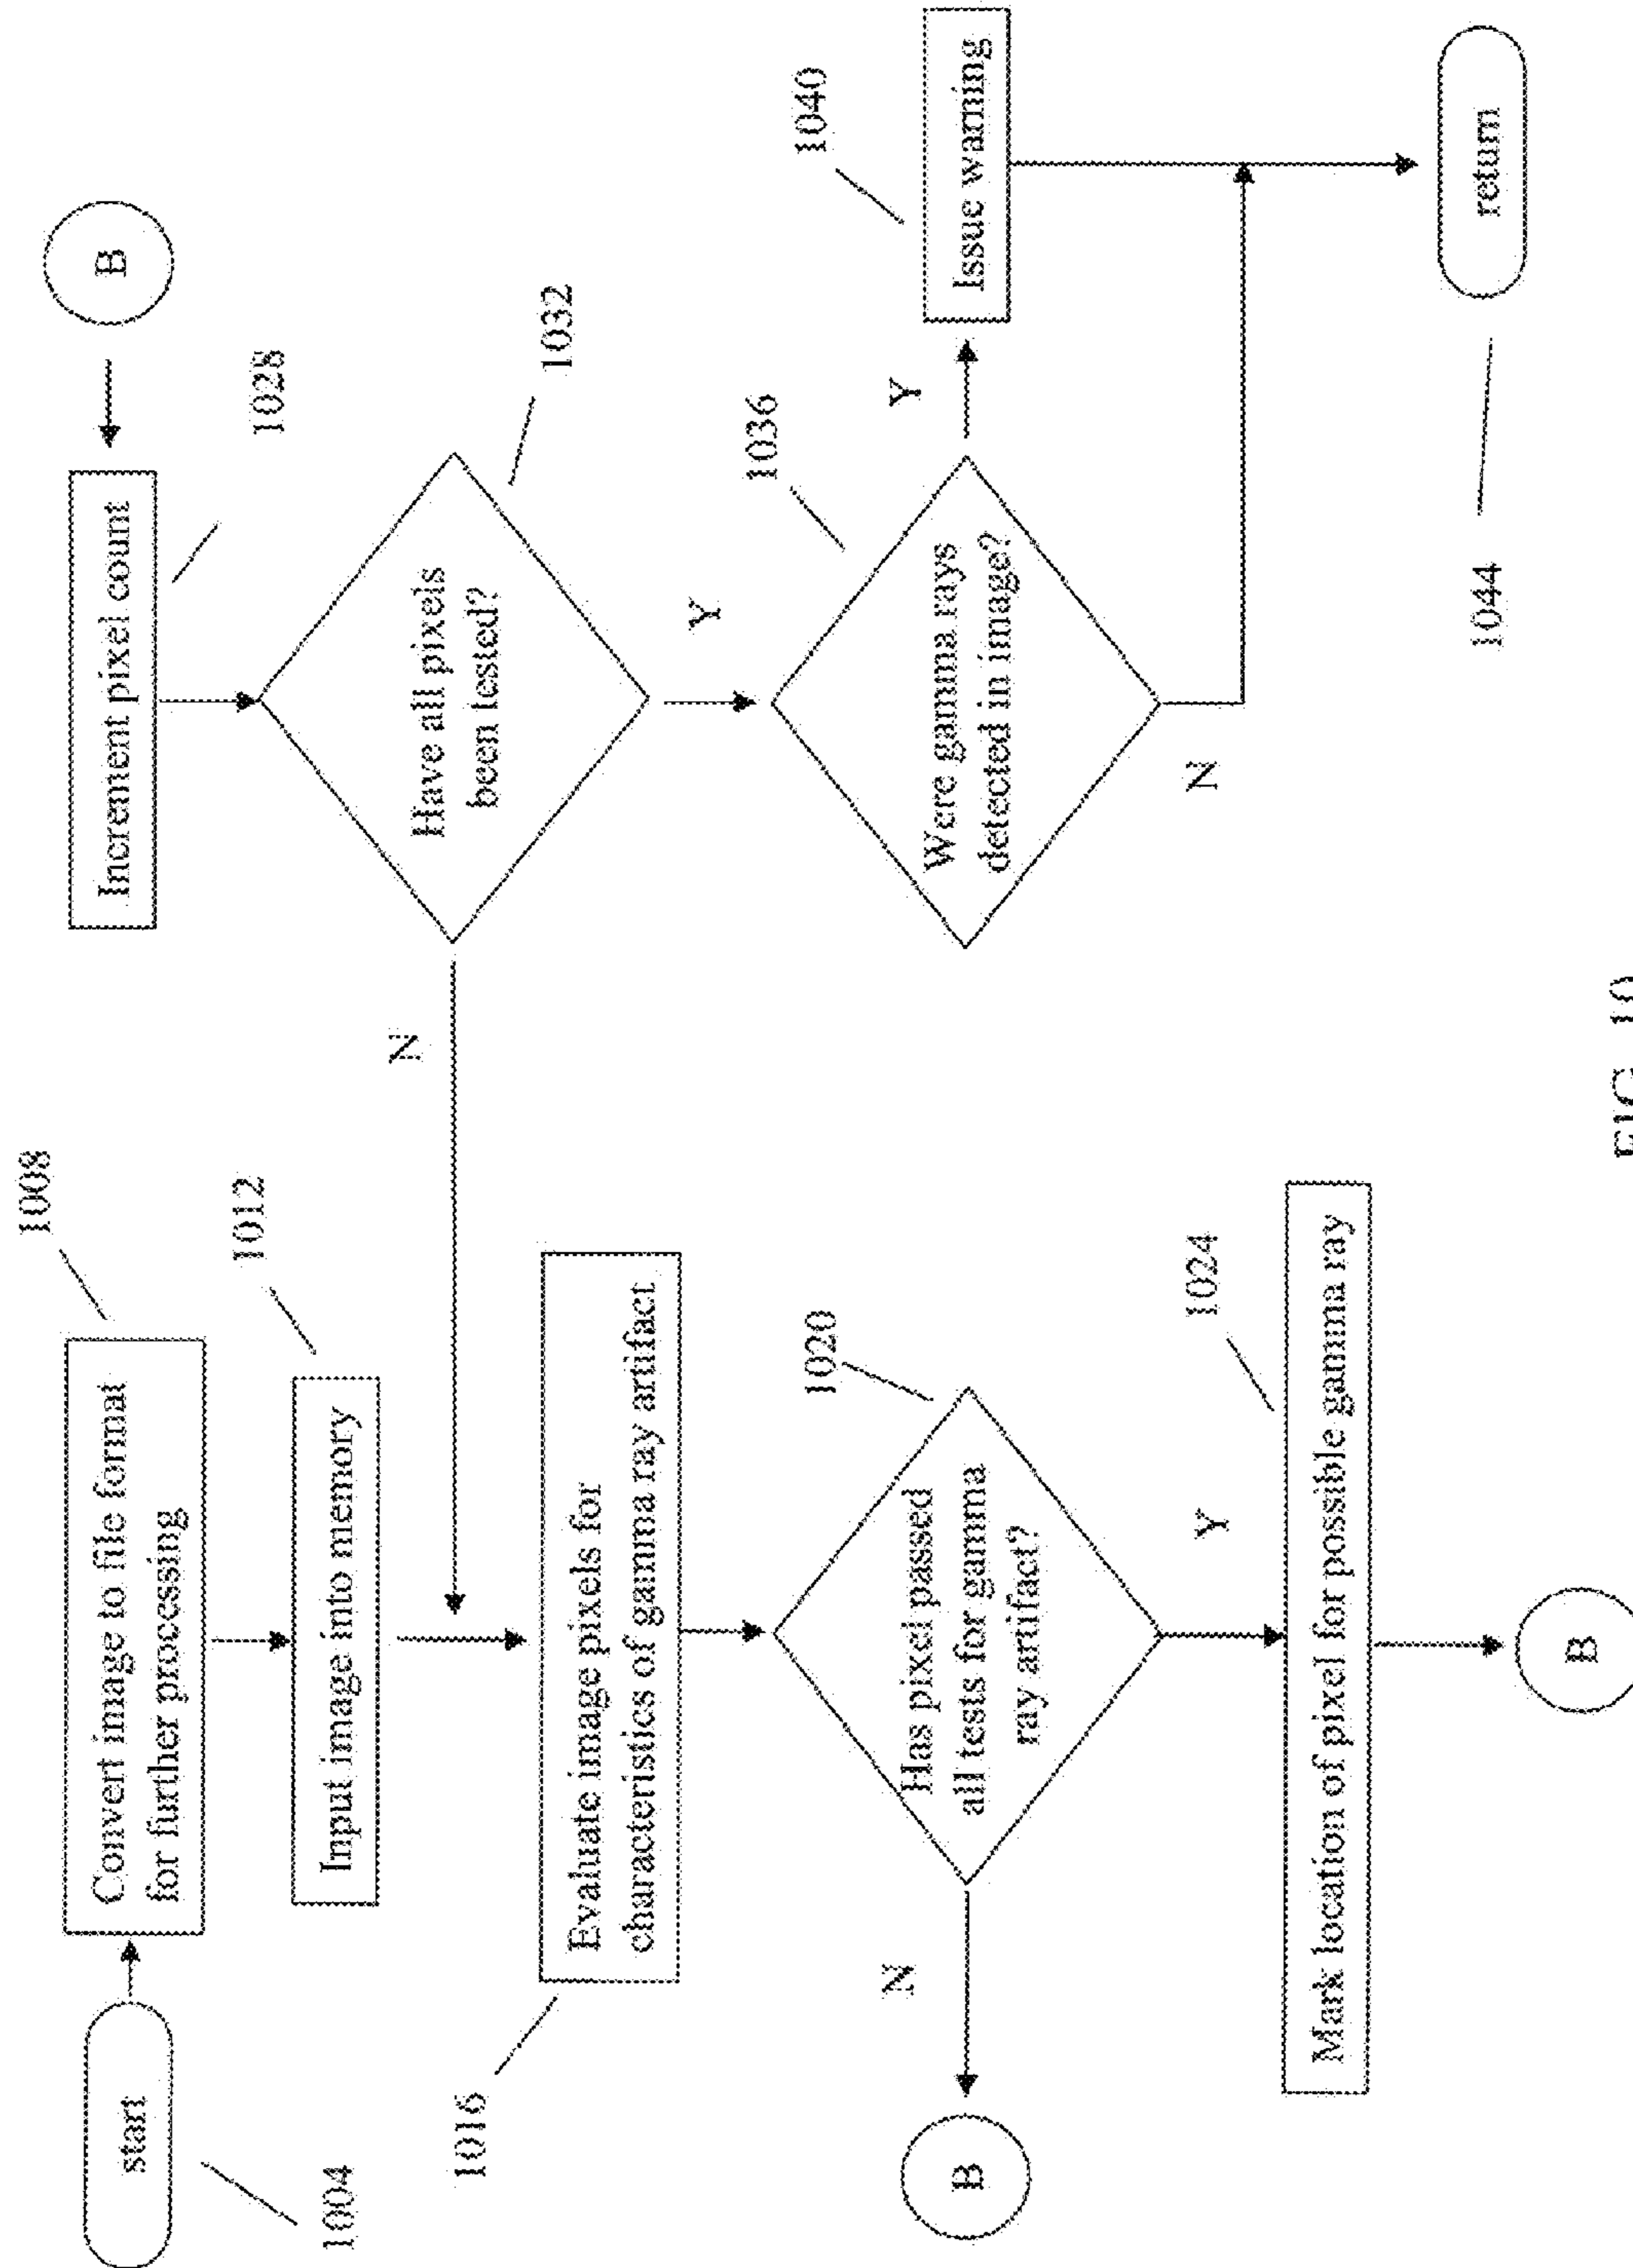 start
1004
Convert image to file format
for further processing
1008
Input image into memory
1012
Evaluate image pixels for
characteristics of gamma ray artifact
1016
Has pixel passed
all tests for gamma
ray artifact?
1020
N
B
Y
Mark location of pixel for possible gamma ray
1024
B
B
Increment pixel count
1028
Have all pixels
been tested?
1032
N
Y
Were gamma rays
detected in image?
1036
Y
N
Issue warning
1040
return
1044
FIG. 10